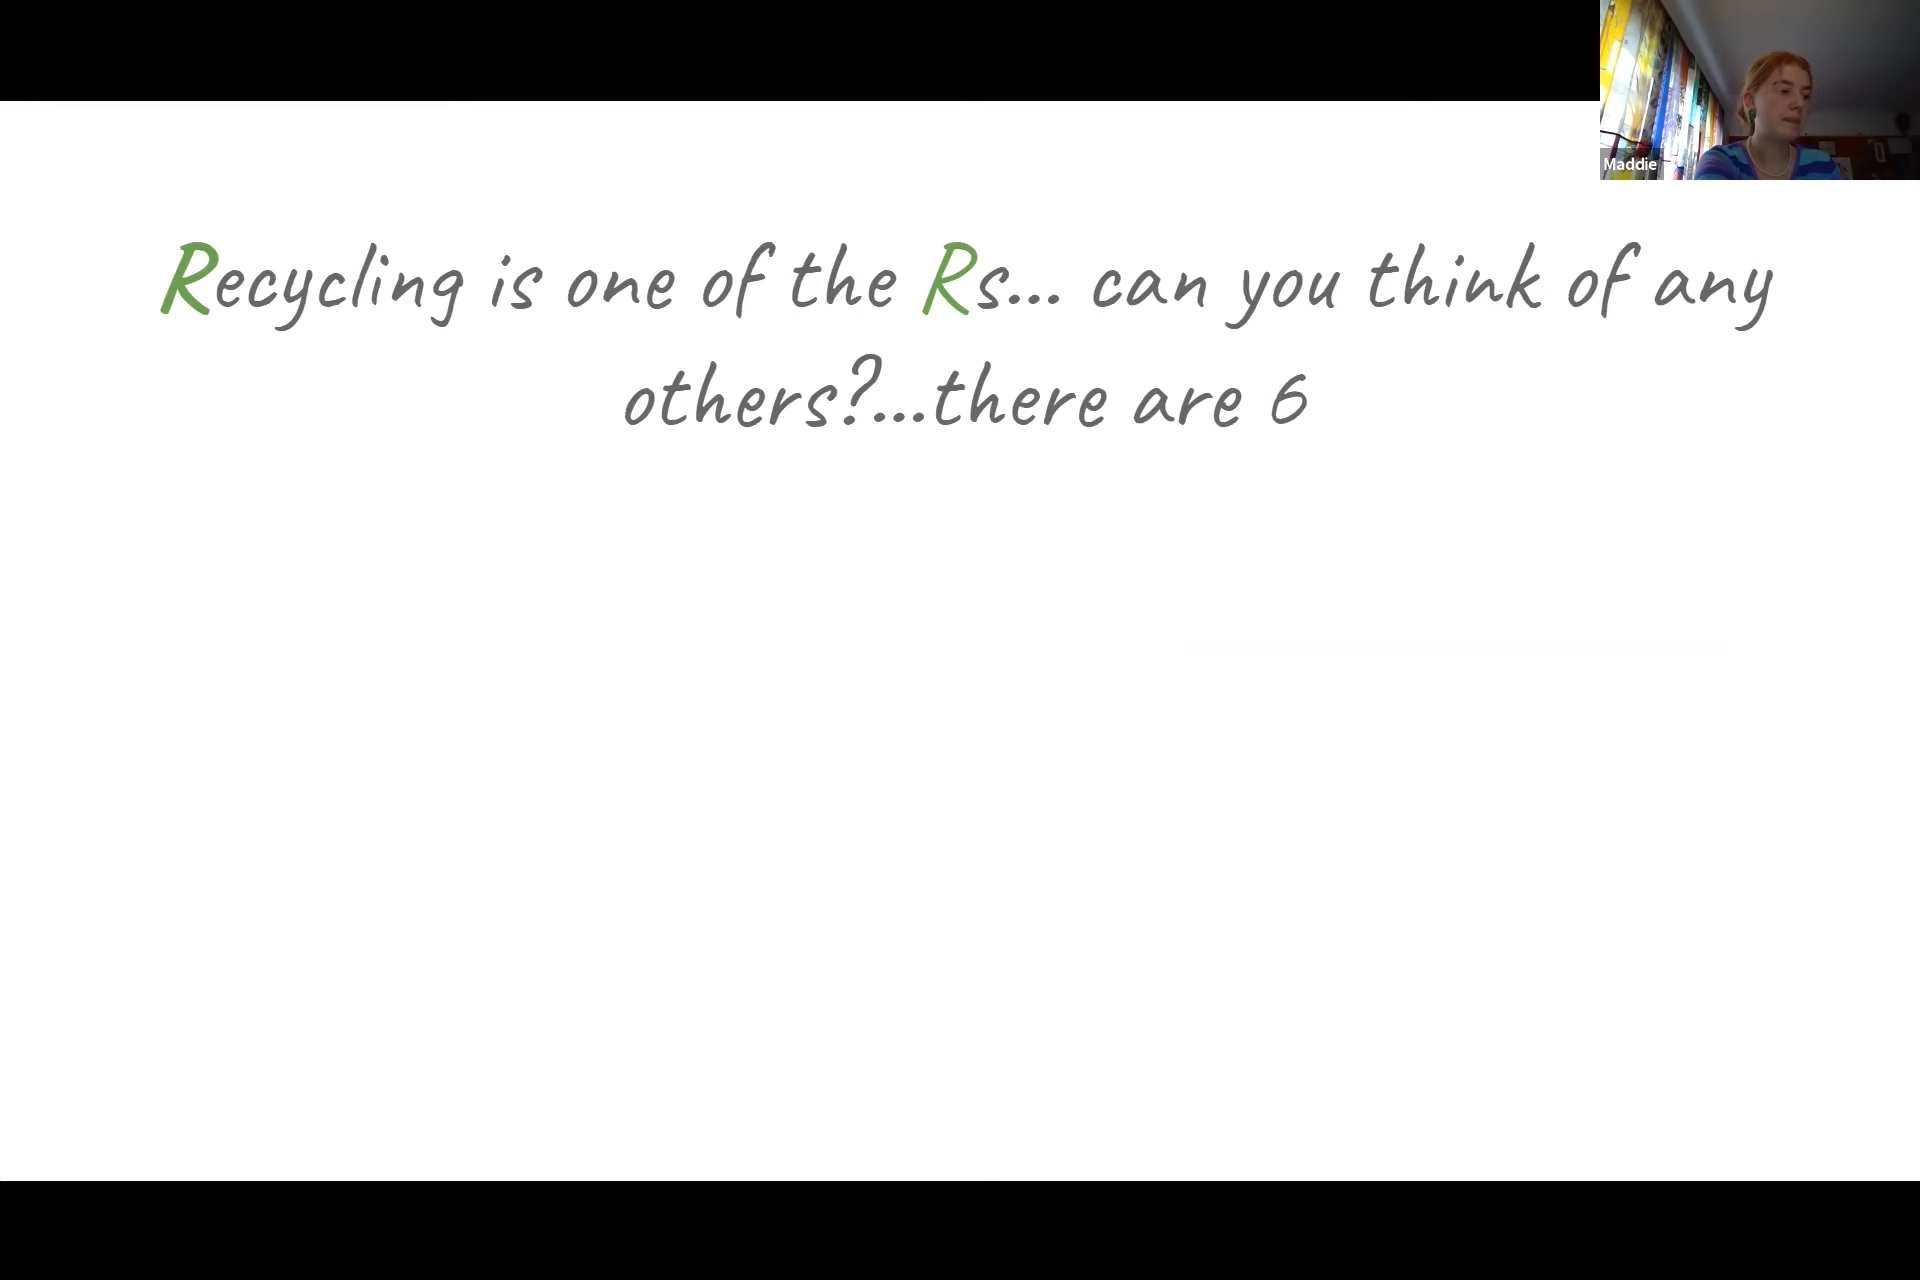 Maddie
Recycling is one of the Rs... can you think of any
others?...there are 6